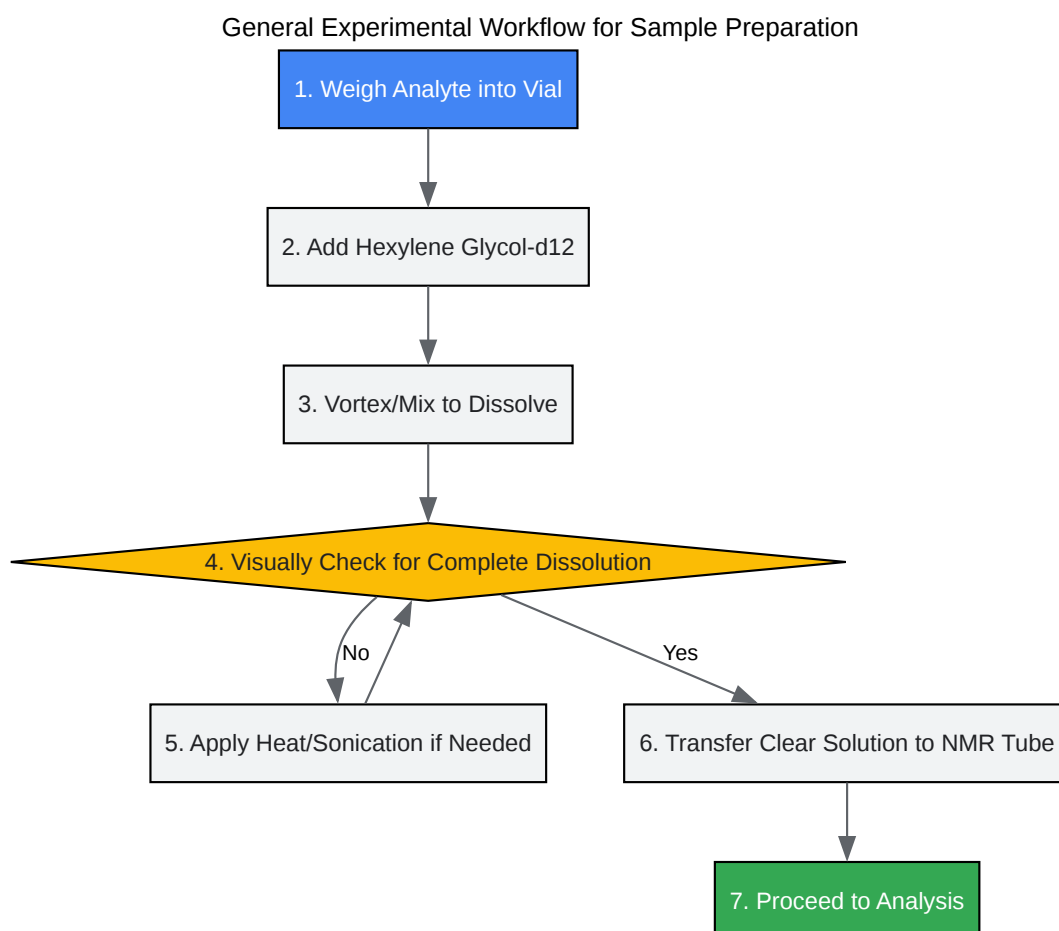 General Experimental Workflow for Sample Preparation
1. Weigh Analyte into Vial
2. Add Hexylene Glycol-d12
3. Vortex/Mix to Dissolve
4. Visually Check for Complete Dissolution
No
Yes
5. Apply Heat/Sonication if Needed
6. Transfer Clear Solution to NMR Tube
7. Proceed to Analysis